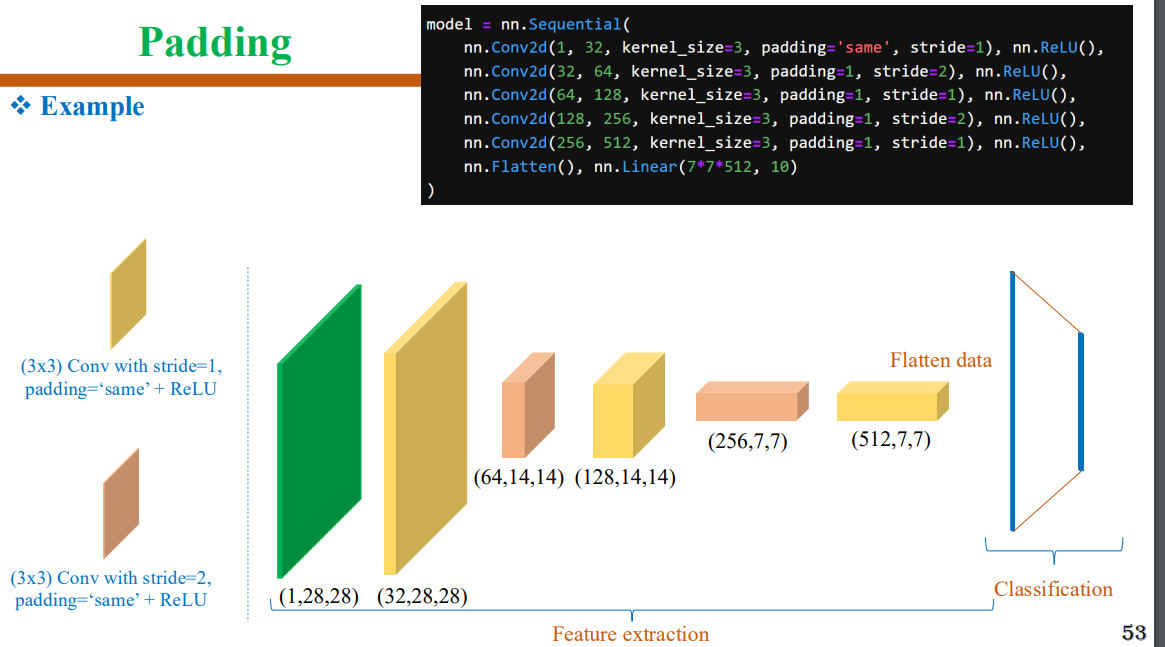 Padding
❖ Example
model = nn.Sequential(
    nn.Conv2d(1, 32, kernel_size=3, padding='same', stride=1), nn.ReLU(),
    nn.Conv2d(32, 64, kernel_size=3, padding=1, stride=2), nn.ReLU(),
    nn.Conv2d(64, 128, kernel_size=3, padding=1, stride=1), nn.ReLU(),
    nn.Conv2d(128, 256, kernel_size=3, padding=1, stride=2), nn.ReLU(),
    nn.Conv2d(256, 512, kernel_size=3, padding=1, stride=1), nn.ReLU(),
    nn.Flatten(), nn.Linear(7*7*512, 10)
)
(3x3) Conv with stride=1,
padding=‘same’ + ReLU
(3x3) Conv with stride=2,
padding=‘same’ + ReLU
(1,28,28)
(32,28,28)
(64,14,14)
(128,14,14)
(256,7,7)
(512,7,7)
Flatten data
Feature extraction
Classification
53